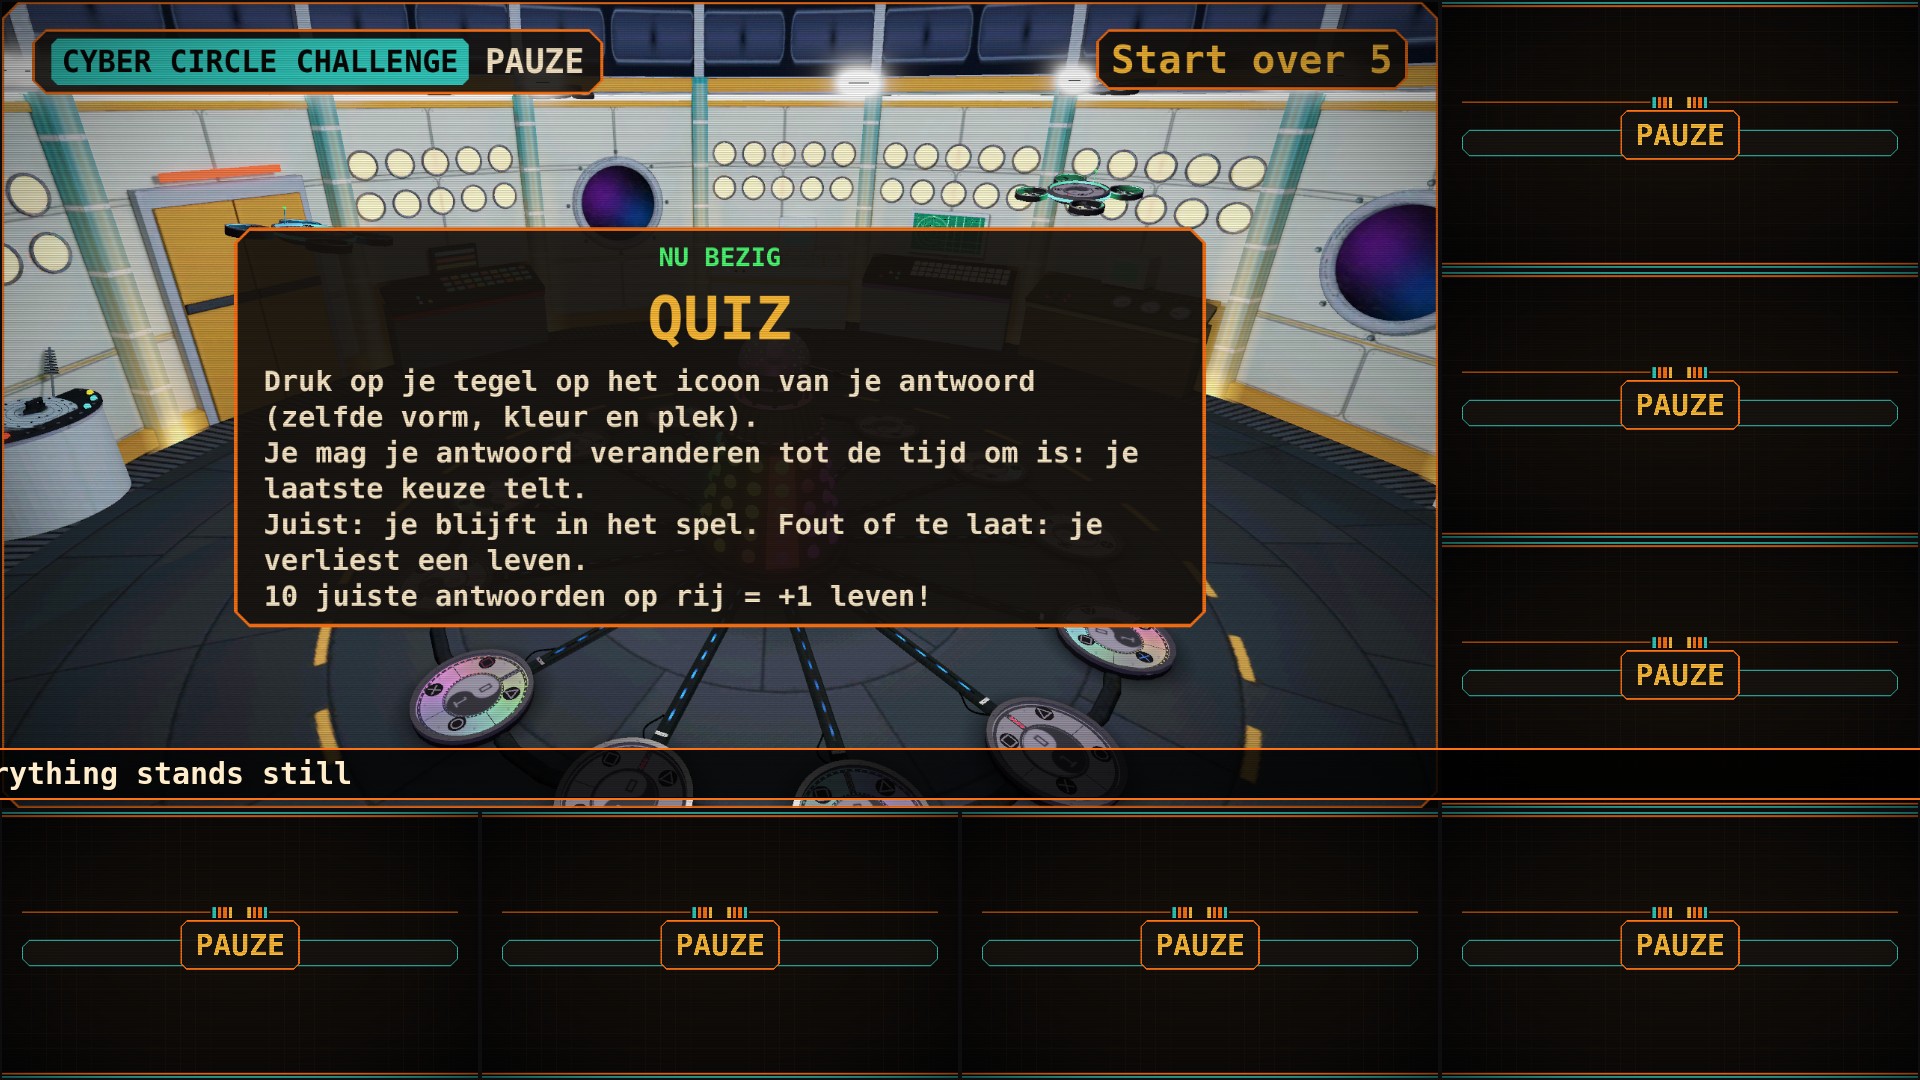 CYBER CIRCLE CHALLENGE PAUZE
Start over 5
NU BEZIG
QUIZ
Druk op je tegel op het icoon van je antwoord
(zelfde vorm, kleur en plek).
Je mag je antwoord veranderen tot de tijd om is: je
laatste keuze telt.
Juist: je blijft in het spel. Fout of te laat: je
verliest een leven.
10 juiste antwoorden op rij = +1 leven!
PAUZE
PAUZE
PAUZE
rything stands still
PAUZE
PAUZE
PAUZE
PAUZE